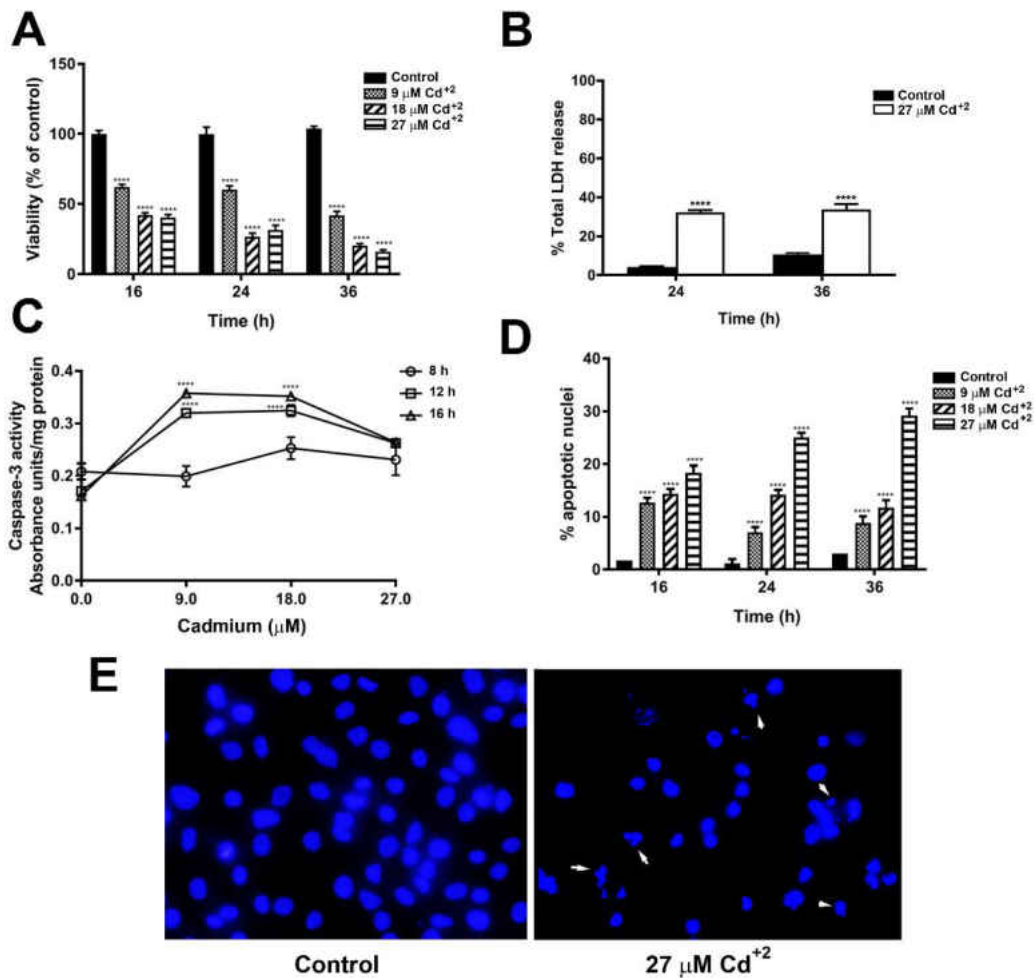 A
Viability (% of control)
150
100
50
0
16
24
36
Time (h)
Control
9 μM Cd+2
18 μM Cd+2
27 μM Cd+2
****
****
****
****
****
****
****
****
****
B
% Total LDH release
100
80
60
40
20
0
24
36
Time (h)
Control
27 μM Cd+2
****
****
C
Caspase-3 activity
Absorbance units/mg protein
0.4
0.3
0.2
0.1
0.0
0.0
9.0
18.0
27.0
Cadmium (μM)
8 h
12 h
16 h
****
****
****
****
D
% apoptotic nuclei
40
30
20
10
0
16
24
36
Time (h)
Control
9 μM Cd+2
18 μM Cd+2
27 μM Cd+2
****
****
****
****
****
****
****
****
****
E
Control
27 μM Cd+2